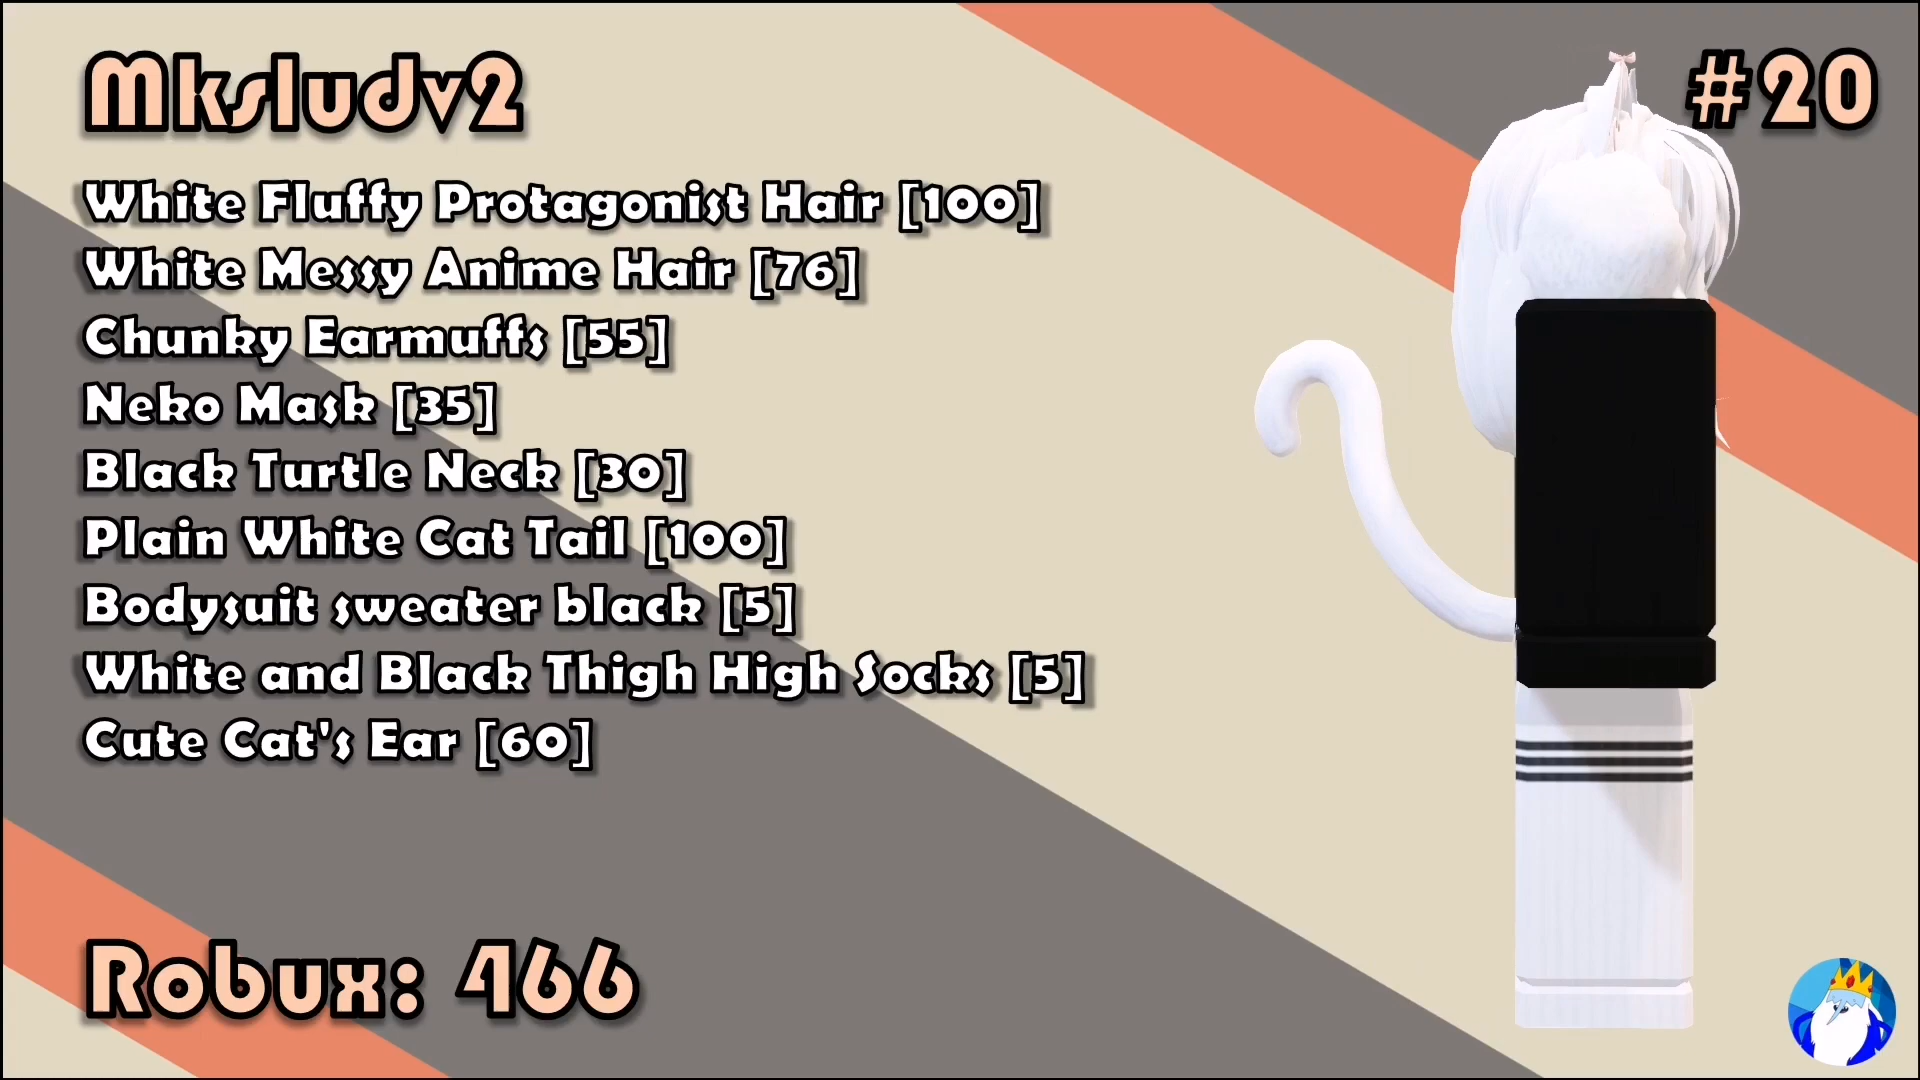 Mksludv2
#20
White Fluffy Protagonist Hair [100]
White Messy Anime Hair [76]
Chunky Earmuffs [55]
Neko Mask [35]
Black Turtle Neck [30]
Plain White Cat Tail [100]
Bodysuit sweater black [5]
White and Black Thigh High Socks [5]
Cute Cat's Ear [60]
Robux: 466